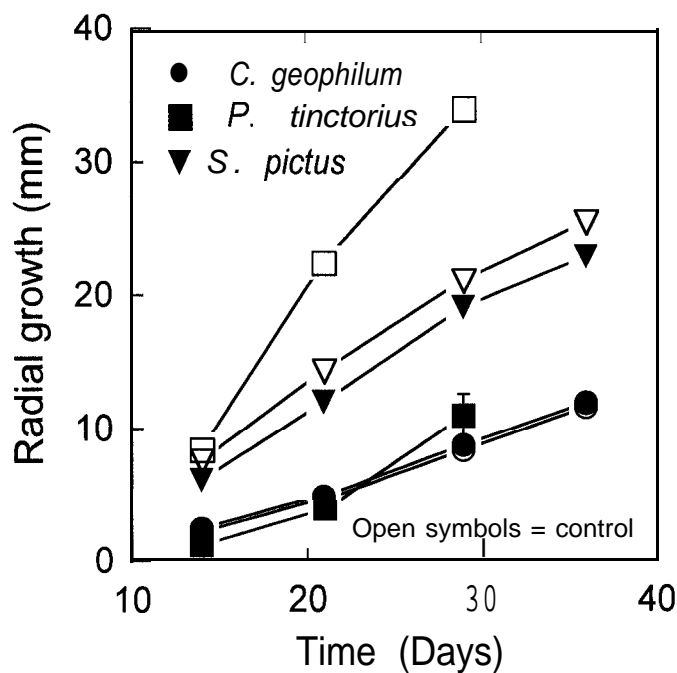 40
30
20
10
0
Radial growth (mm)
C. geophilum
P. tinctorius
S. pictus
Open symbols = control
10 20 30 40
Time (Days)